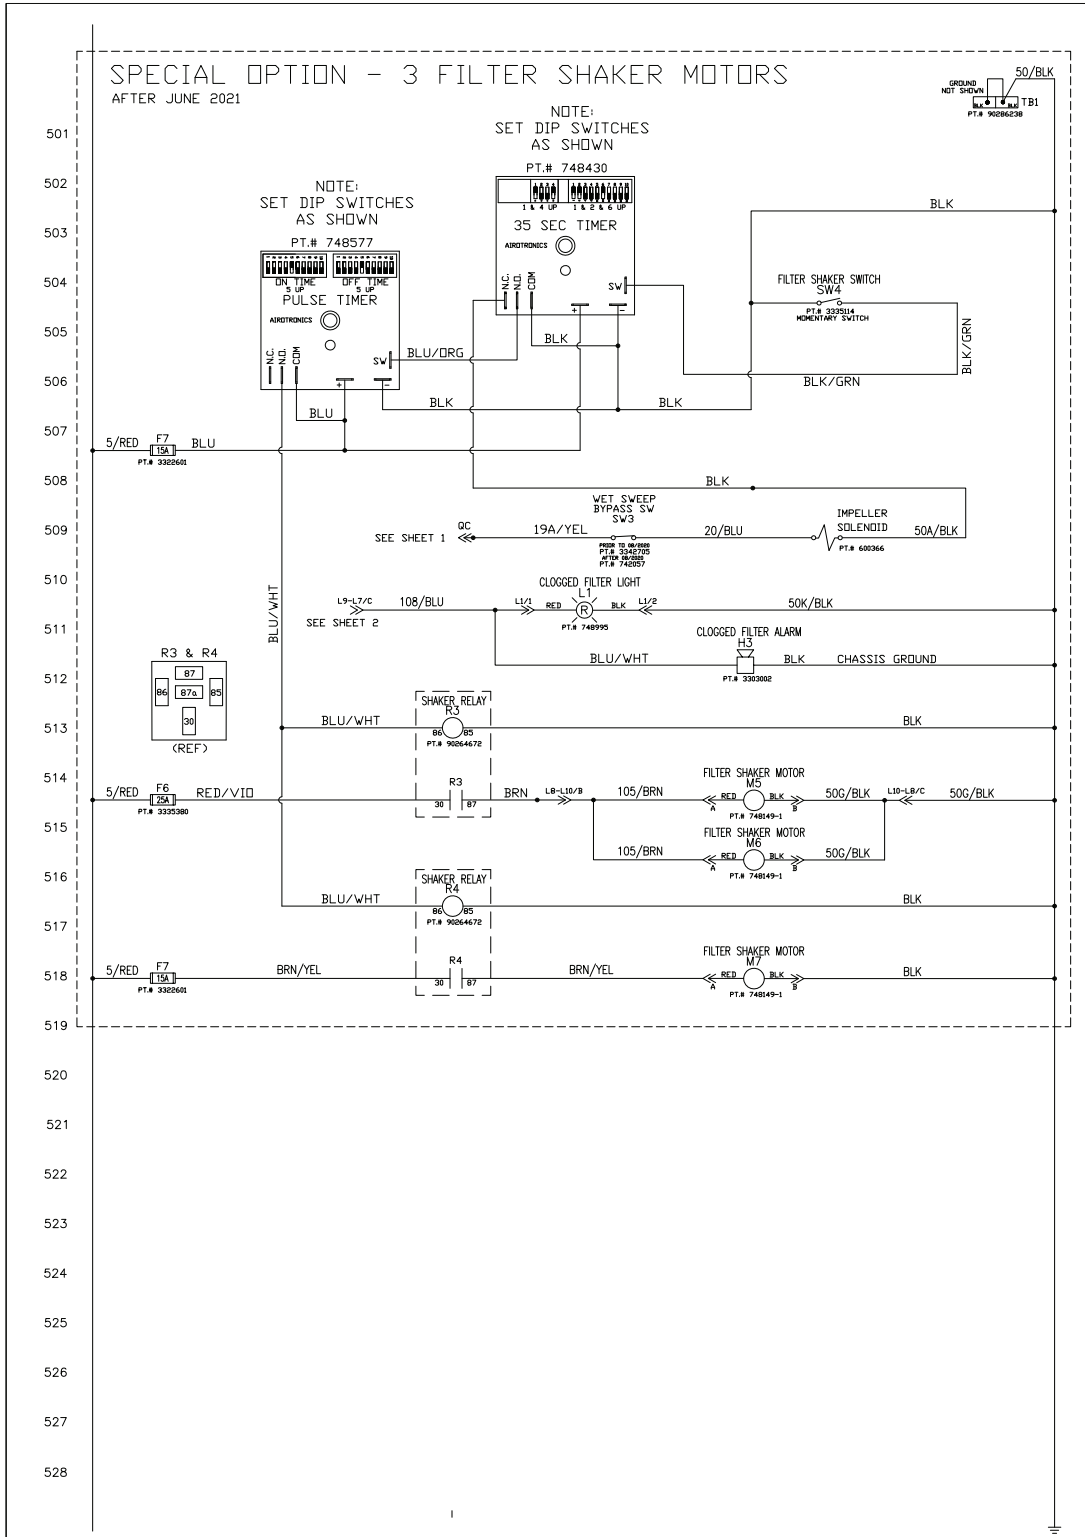 SPECIAL OPTION - 3 FILTER SHAKER MOTORS
AFTER JUNE 2021
50/BLK
GROUND
NOT SHOWN
BLK
BLK
TB1
PT.# 90286238
501
502
503
504
505
506
507
508
509
510
511
512
513
514
515
516
517
518
519
520
521
522
523
524
525
526
527
528
NOTE:
SET DIP SWITCHES
AS SHOWN
PT.# 748430
1 & 4 UP
1 & 2 & 6 UP
35 SEC TIMER
AIROTRONICS
N.C.
N.O.
COM
SW
+
-
NOTE:
SET DIP SWITCHES
AS SHOWN
PT.# 748577
ON TIME
5 UP
OFF TIME
5 UP
PULSE TIMER
AIROTRONICS
N.C.
N.O.
COM
SW
+
-
BLK
FILTER SHAKER SWITCH
SW4
PT.# 3335114
MOMENTARY SWITCH
BLK/GRN
BLK/GRN
BLK
BLU/ORG
BLU
BLK
BLK
5/RED
F7
15A
PT.# 3322601
BLU
BLK
WET SWEEP
BYPASS SW
SW3
PRIOR TO 08/2020
PT.# 3342705
AFTER 08/2020
PT.# 742057
SEE SHEET 1
QC
19A/YEL
20/BLU
IMPELLER
SOLENOID
PT.# 600366
50A/BLK
BLU/WHT
CLOGGED FILTER LIGHT
L1
L9-L7/C
SEE SHEET 2
108/BLU
L1/1
RED
R
BLK
L1/2
PT.# 748995
50K/BLK
CLOGGED FILTER ALARM
H3
BLU/WHT
PT.# 3303002
BLK
CHASSIS GROUND
R3 & R4
87
86
87a
85
30
(REF)
SHAKER RELAY
R3
BLU/WHT
86
85
PT.# 90264672
BLK
5/RED
F6
25A
PT.# 3335380
RED/VIO
R3
30
87
BRN
L8-L10/B
105/BRN
FILTER SHAKER MOTOR
M5
A
RED
BLK
B
PT.# 748149-1
50G/BLK
L10-L8/C
50G/BLK
FILTER SHAKER MOTOR
M6
105/BRN
A
RED
BLK
B
PT.# 748149-1
50G/BLK
SHAKER RELAY
R4
BLU/WHT
86
85
PT.# 90264672
BLK
5/RED
F7
15A
PT.# 3322601
BRN/YEL
R4
30
87
BRN/YEL
FILTER SHAKER MOTOR
M7
A
RED
BLK
B
PT.# 748149-1
BLK